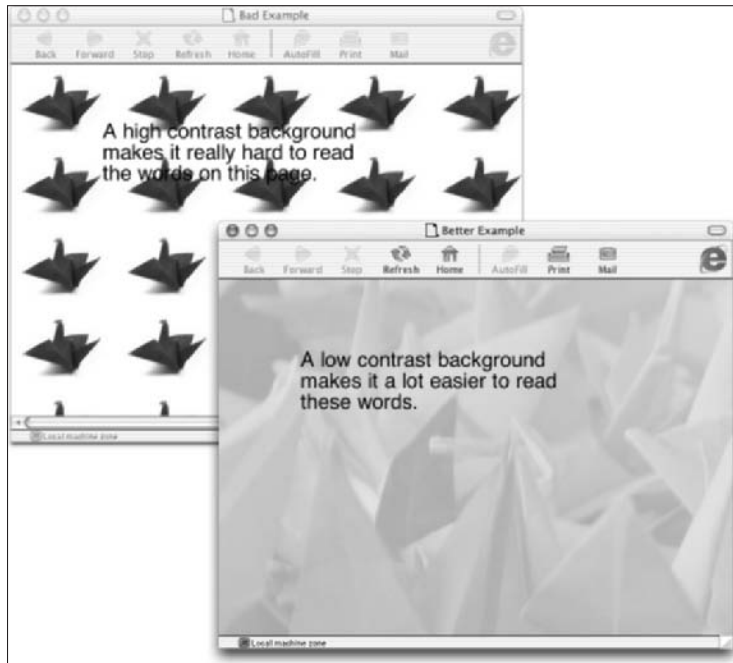 Bad Example
Back Forward Stop Refresh Home AutoFill Print Mail
A high contrast background
makes it really hard to read
the words on this page.
Local machine zone
Better Example
Back Forward Stop Refresh Home AutoFill Print Mail
A low contrast background
makes it a lot easier to read
these words.
Local machine zone